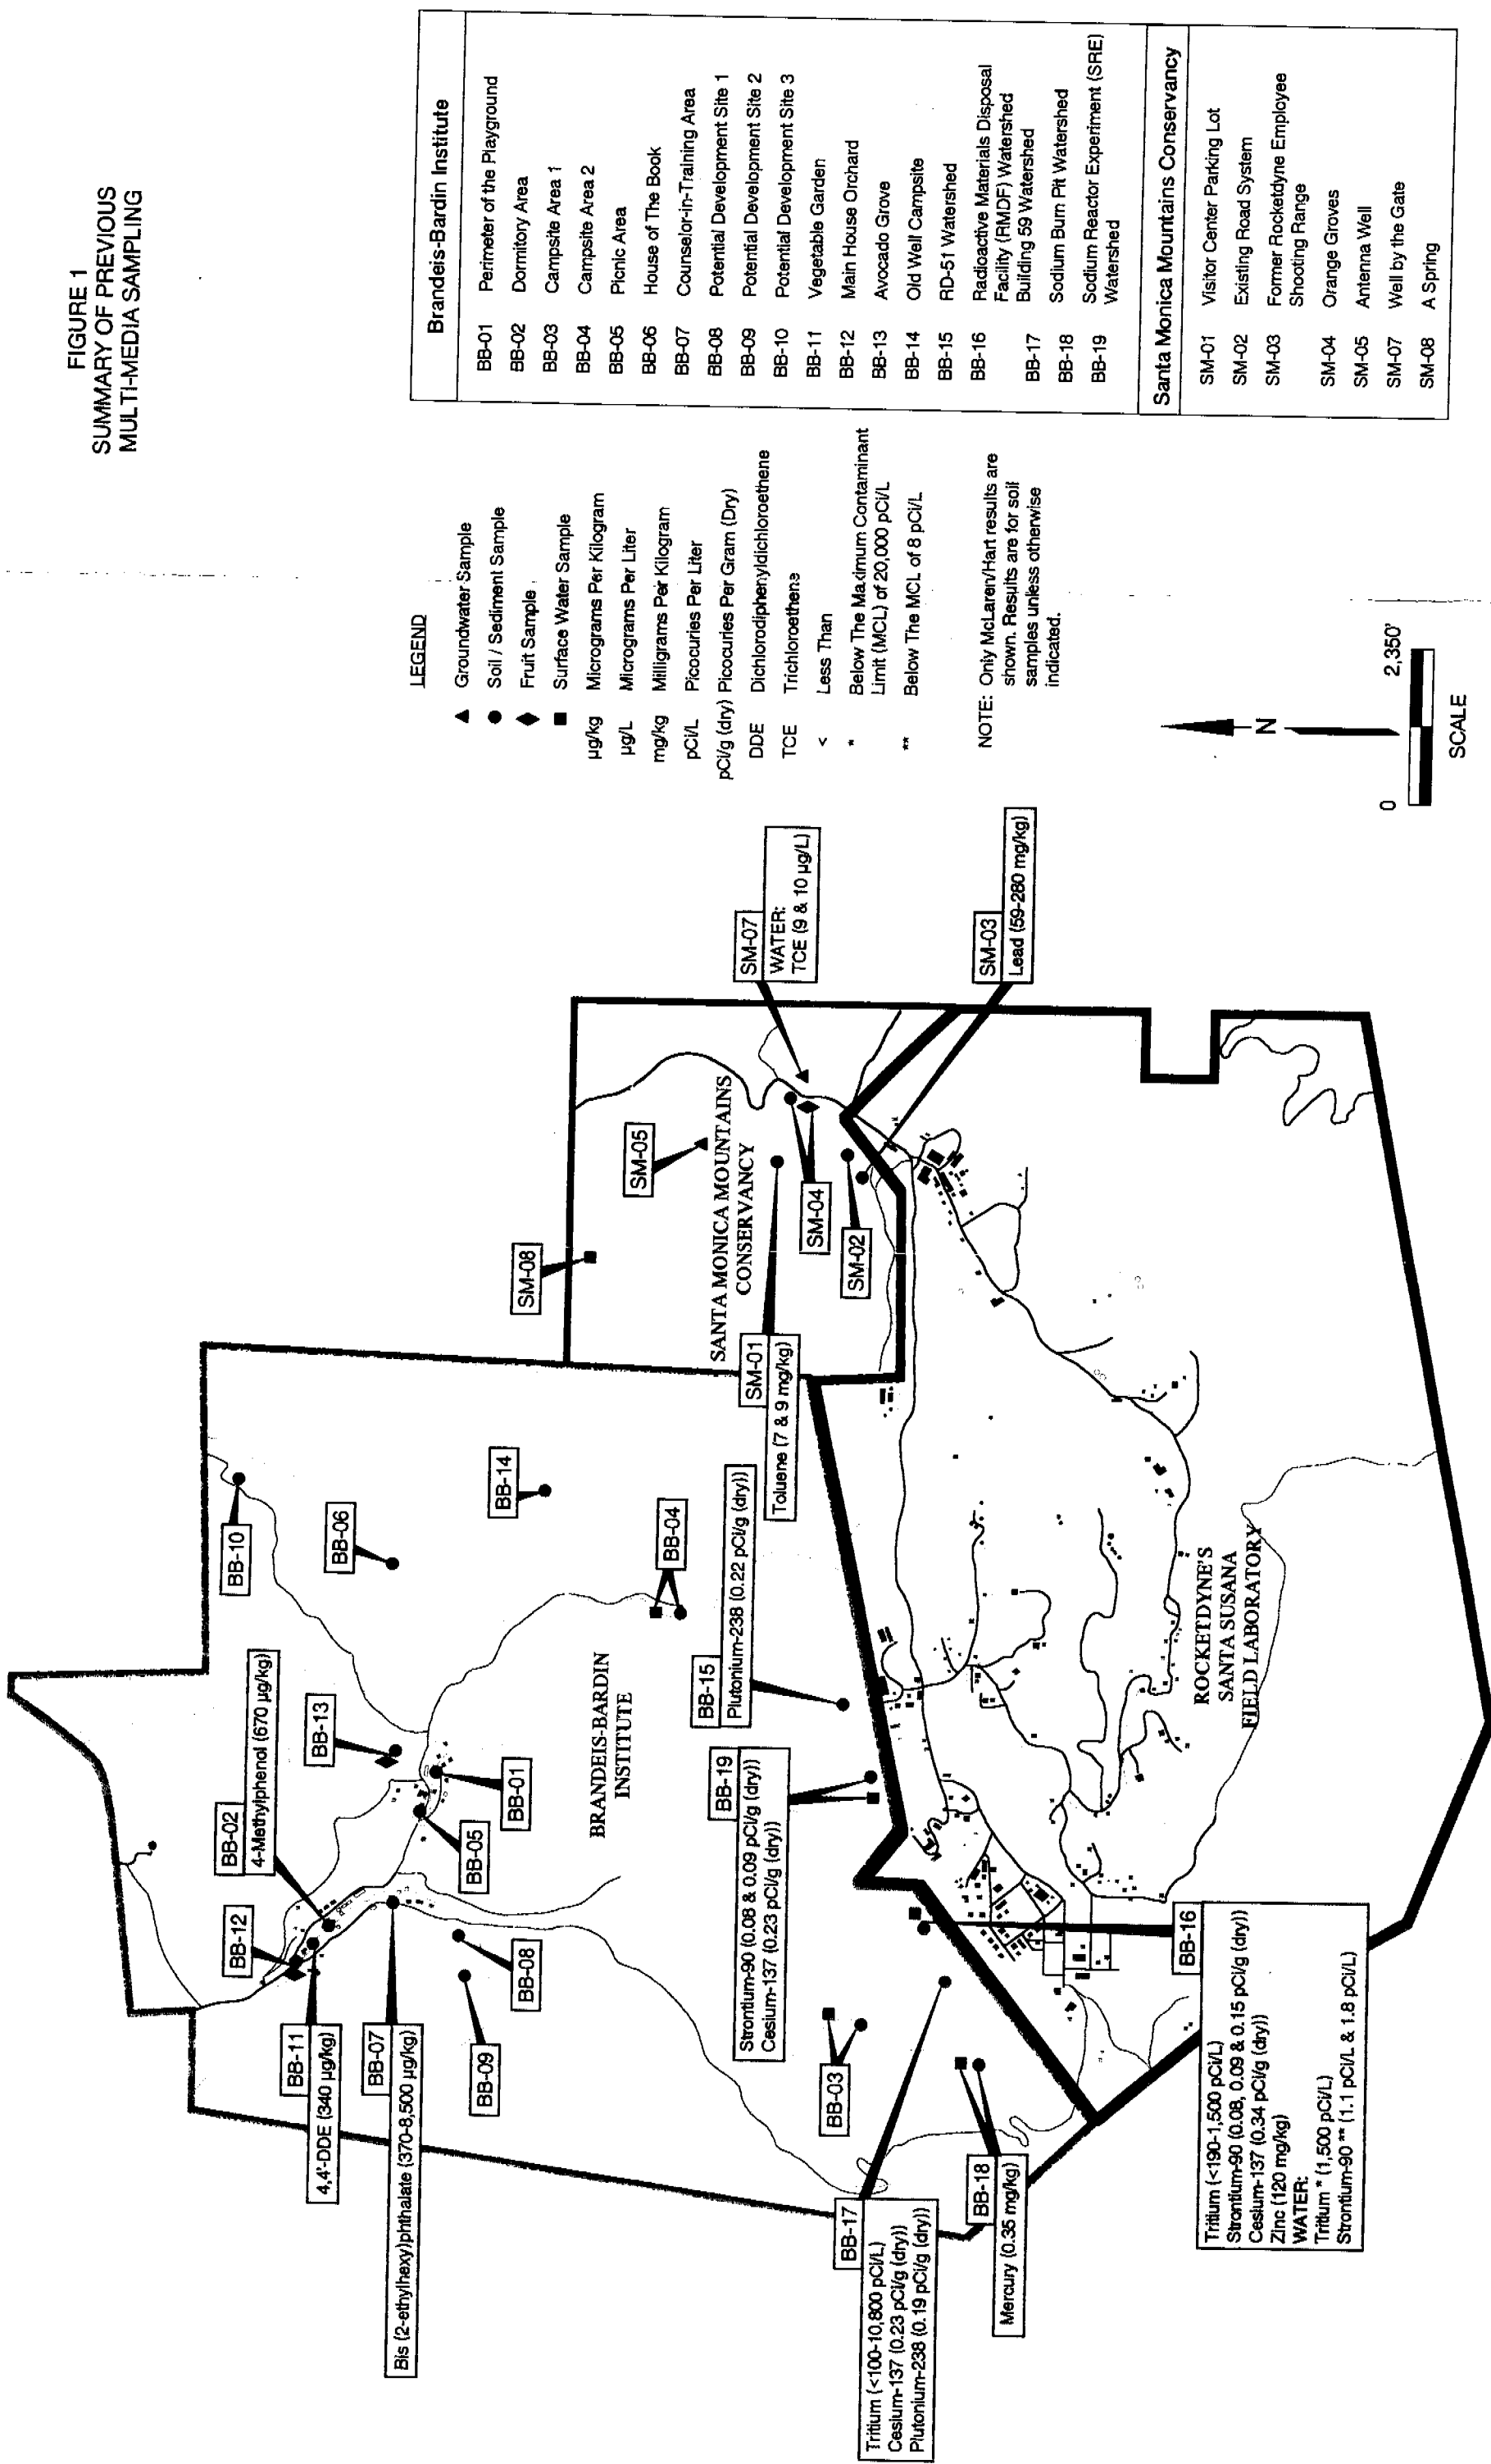 FIGURE 1
SUMMARY OF PREVIOUS
MULTI-MEDIA SAMPLING
BB-10
BB-06
BB-14
BB-04
BB-13
BB-02
4-Methylphenol (670 µg/kg)
BB-01
BB-05
BB-12
BB-11
4,4'-DDE (340 µg/kg)
BB-07
Bis (2-ethylhexy)phthalate (370-8,500 µg/kg)
BB-08
BB-09
BRANDEIS-BARDIN
INSTITUTE
SM-08
SM-05
SANTA MONICA MOUNTAINS
CONSERVANCY
SM-07
WATER:
TCE (9 & 10 µg/L)
SM-04
SM-02
SM-01
Toluene (7 & 9 mg/kg)
SM-03
Lead (59-280 mg/kg)
BB-15
Plutonium-238 (0.22 pCi/g (dry))
BB-19
Strontium-90 (0.08 & 0.09 pCi/g (dry))
Cesium-137 (0.23 pCi/g (dry))
BB-03
BB-17
Tritium (<100-10,800 pCi/L)
Cesium-137 (0.23 pCi/g (dry))
Plutonium-238 (0.19 pCi/g (dry))
BB-18
Mercury (0.35 mg/kg)
BB-16
Tritium (<190-1,500 pCi/L)
Strontium-90 (0.08, 0.09 & 0.15 pCi/g (dry))
Cesium-137 (0.34 pCi/g (dry))
Zinc (120 mg/kg)
WATER:
Tritium * (1,500 pCi/L)
Strontium-90 ** (1.1 pCi/L & 1.8 pCi/L)
ROCKETDYNE'S
SANTA SUSANA
FIELD LABORATORY
LEGEND
Groundwater Sample
Soil / Sediment Sample
Fruit Sample
Surface Water Sample
µg/kg Micrograms Per Kilogram
µg/L Micrograms Per Liter
mg/kg Milligrams Per Kilogram
pCi/L Picocuries Per Liter
pCi/g (dry) Picocuries Per Gram (Dry)
DDE Dichlorodiphenyldichloroethene
TCE Trichloroethene
< Less Than
* Below The Maximum Contaminant
Limit (MCL) of 20,000 pCi/L
** Below The MCL of 8 pCi/L
NOTE: Only McLaren/Hart results are
shown. Results are for soil
samples unless otherwise
indicated.
N
0 2,350'
SCALE
Brandeis-Bardin Institute
BB-01 Perimeter of the Playground
BB-02 Dormitory Area
BB-03 Campsite Area 1
BB-04 Campsite Area 2
BB-05 Picnic Area
BB-06 House of The Book
BB-07 Counselor-in-Training Area
BB-08 Potential Development Site 1
BB-09 Potential Development Site 2
BB-10 Potential Development Site 3
BB-11 Vegetable Garden
BB-12 Main House Orchard
BB-13 Avocado Grove
BB-14 Old Well Campsite
BB-15 RD-51 Watershed
BB-16 Radioactive Materials Disposal
Facility (RMDF) Watershed
BB-17 Building 59 Watershed
BB-18 Sodium Burn Pit Watershed
BB-19 Sodium Reactor Experiment (SRE)
Watershed
Santa Monica Mountains Conservancy
SM-01 Visitor Center Parking Lot
SM-02 Existing Road System
SM-03 Former Rocketdyne Employee
Shooting Range
SM-04 Orange Groves
SM-05 Antenna Well
SM-07 Well by the Gate
SM-08 A Spring